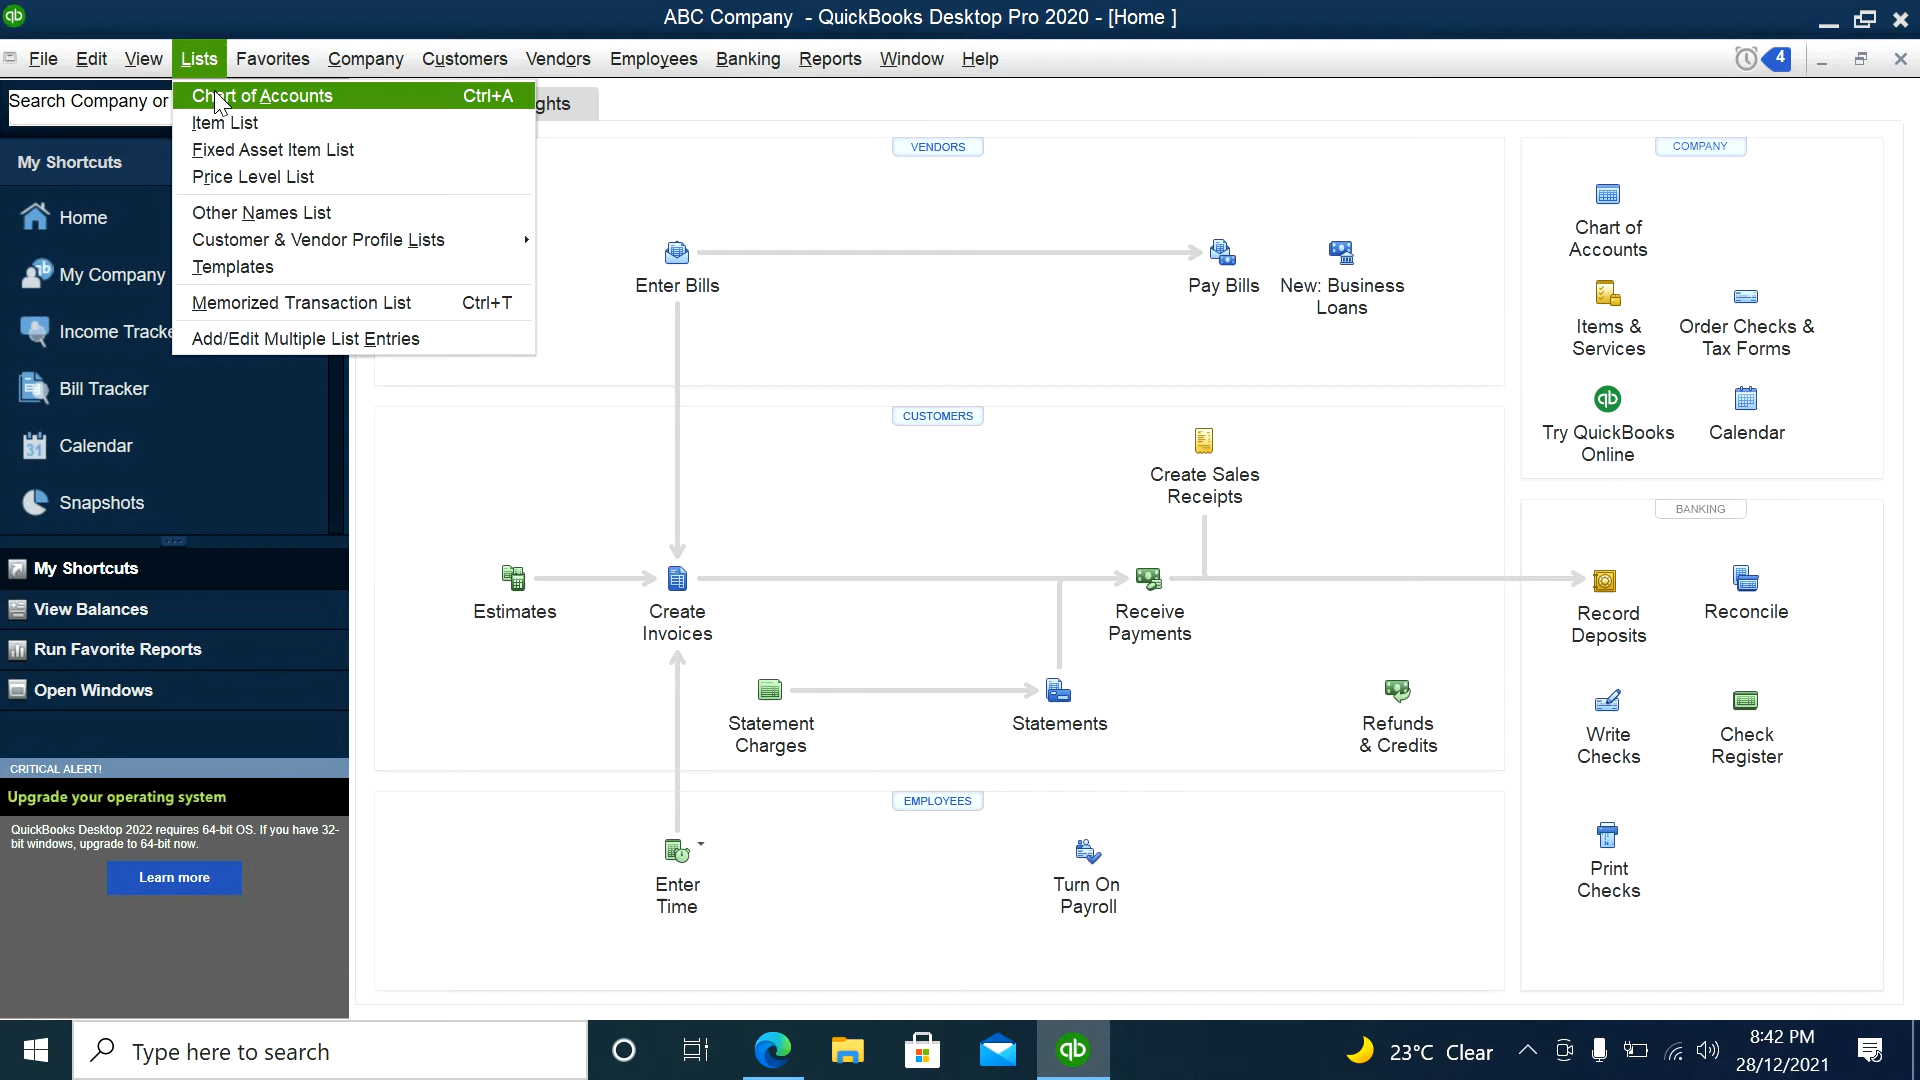 qb
ABC Company - QuickBooks Desktop Pro 2020 - [Home ]
File Edit View Lists Favorites Company Customers Vendors Employees Banking Reports Window Help
4
Search Company or
ghts
Chart of Accounts Ctrl+A
Item List
Fixed Asset Item List
Price Level List
Other Names List
Customer & Vendor Profile Lists
Templates
Memorized Transaction List Ctrl+T
Add/Edit Multiple List Entries
My Shortcuts
Home
My Company
Income Tracke
Bill Tracker
31
Calendar
Snapshots
My Shortcuts
View Balances
Run Favorite Reports
Open Windows
CRITICAL ALERT!
Upgrade your operating system
QuickBooks Desktop 2022 requires 64-bit OS. If you have 32-
bit windows, upgrade to 64-bit now.
Learn more
VENDORS
Enter Bills
Pay Bills
New: Business
Loans
CUSTOMERS
Create Sales
Receipts
Estimates
Create
Invoices
Receive
Payments
Statement
Charges
Statements
Refunds
& Credits
EMPLOYEES
Enter
Time
Turn On
Payroll
COMPANY
Chart of
Accounts
Items &
Services
Order Checks &
Tax Forms
qb
Try QuickBooks
Online
Calendar
BANKING
Record
Deposits
Reconcile
Write
Checks
Check
Register
Print
Checks
Type here to search
qb
23°C Clear
8:42 PM
28/12/2021